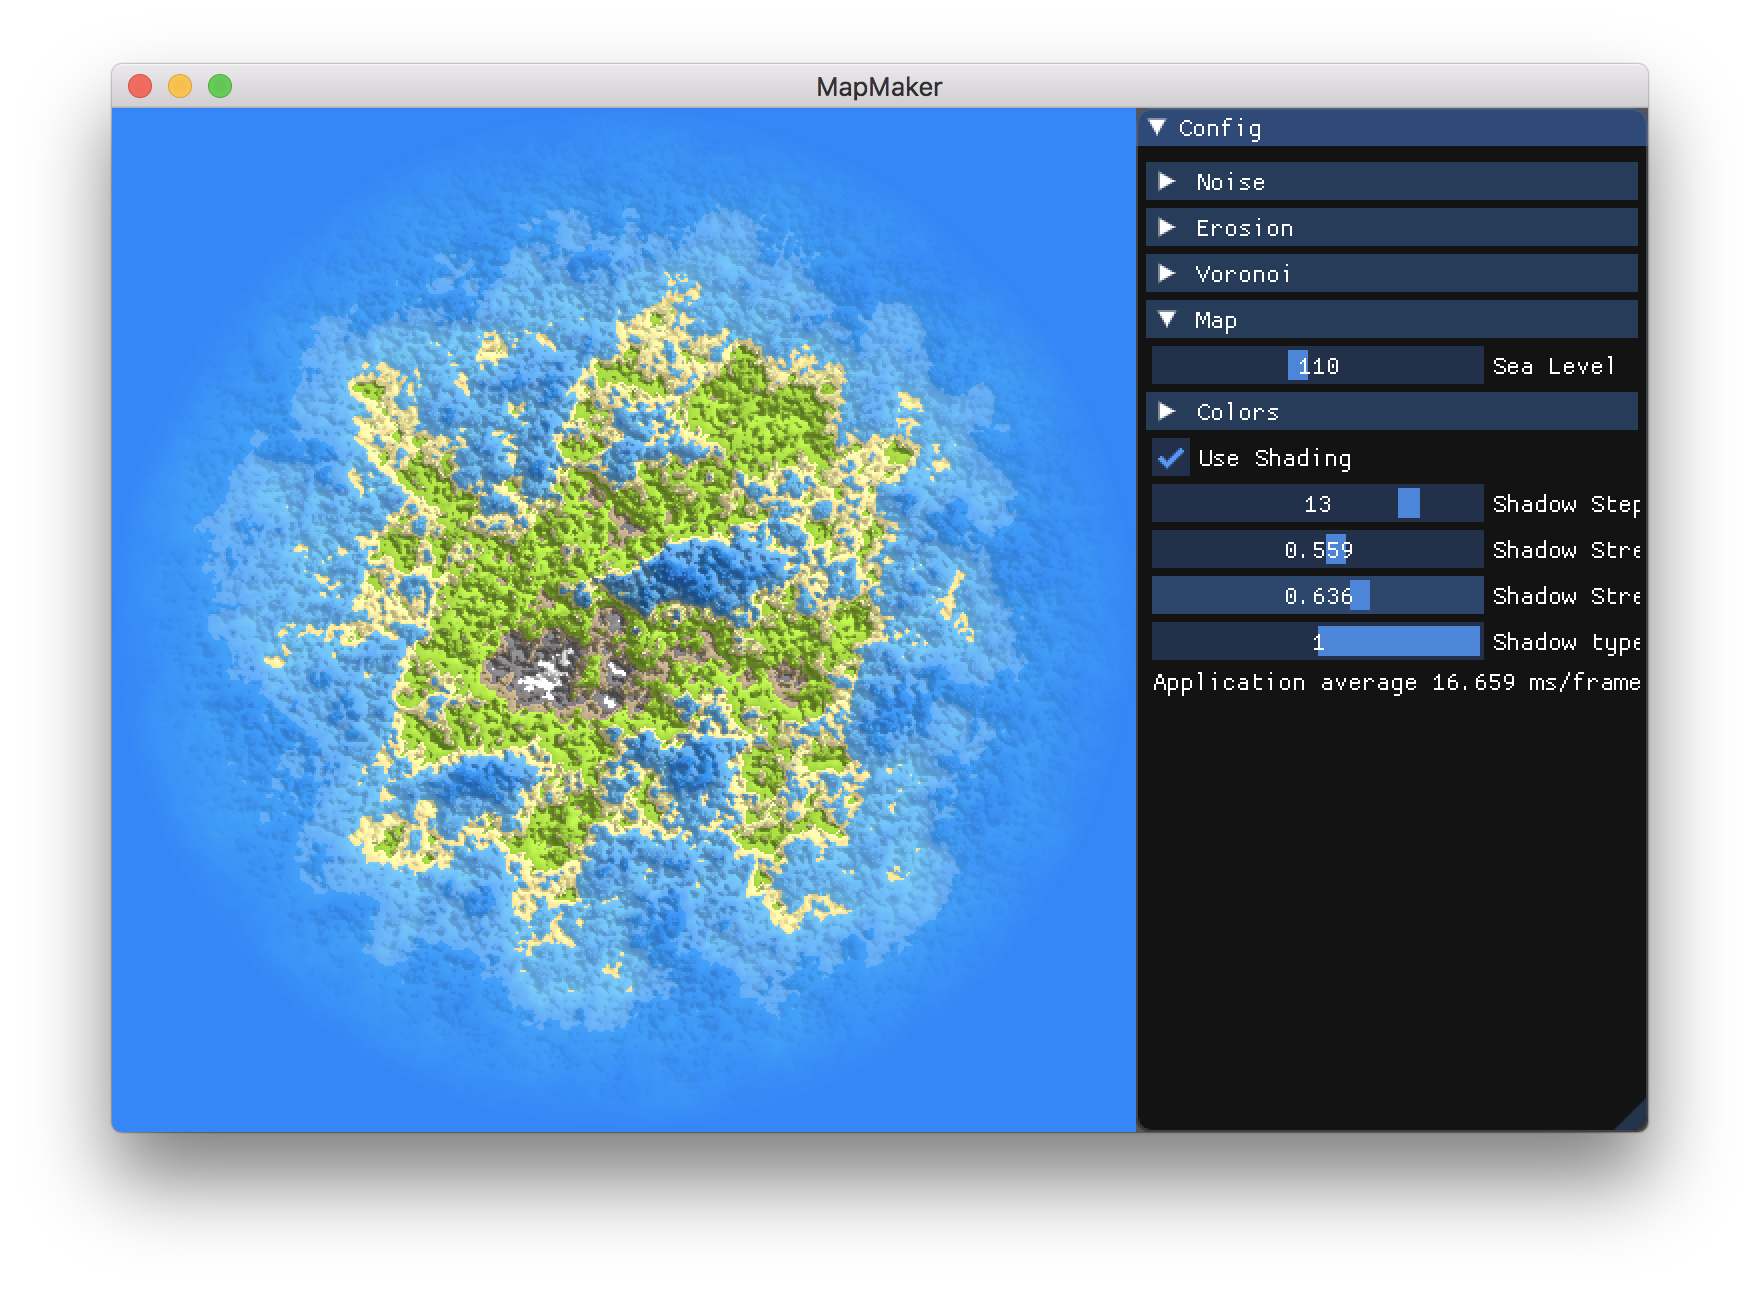 MapMaker
Config
Noise
Erosion
Voronoi
Map
110 Sea Level
Colors
Use Shading
13 Shadow Step
0.559 Shadow Stre
0.636 Shadow Stre
1 Shadow type
Application average 16.659 ms/frame